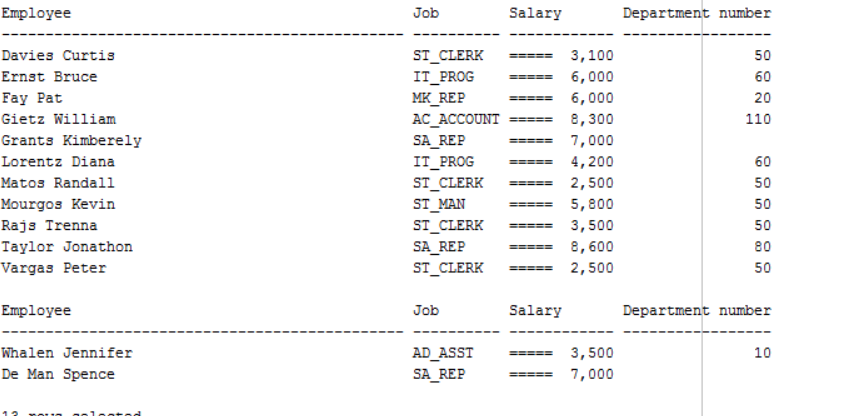 Employee Job Salary Department number
---------------------------------------------- ---------- ------------ -----------------
Davies Curtis ST_CLERK ===== 3,100 50
Ernst Bruce IT_PROG ===== 6,000 60
Fay Pat MK_REP ===== 6,000 20
Gietz William AC_ACCOUNT ===== 8,300 110
Grants Kimberely SA_REP ===== 7,000
Lorentz Diana IT_PROG ===== 4,200 60
Matos Randall ST_CLERK ===== 2,500 50
Mourgos Kevin ST_MAN ===== 5,800 50
Rajs Trenna ST_CLERK ===== 3,500 50
Taylor Jonathon SA_REP ===== 8,600 80
Vargas Peter ST_CLERK ===== 2,500 50
Employee Job Salary Department number
---------------------------------------------- ---------- ------------ -----------------
Whalen Jennifer AD_ASST ===== 3,500 10
De Man Spence SA_REP ===== 7,000
13 rows selected